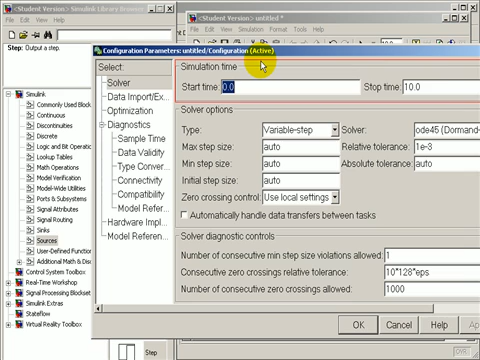 <Student Version> Simulink Library Browser
<Student Version> untitled *
File Edit View Help
File Edit View Simulation Format Tools Help
Step: Output a step.
Configuration Parameters: untitled/Configuration (Active)
Select:
Solver
Data Import/Ex
Optimization
Diagnostics
Sample Time
Data Validity
Type Conver
Connectivity
Compatibility
Model Refer
Hardware Impl
Model Referen
Simulation time
Start time: 0.0
Stop time: 10.0
Solver options
Type: Variable-step
Solver: ode45 (Dormand-
Max step size: auto
Relative tolerance: 1e-3
Min step size: auto
Absolute tolerance: auto
Initial step size: auto
Zero crossing control: Use local settings
Automatically handle data transfers between tasks
Solver diagnostic controls
Number of consecutive min step size violations allowed: 1
Consecutive zero crossings relative tolerance: 10*128*eps
Number of consecutive zero crossings allowed: 1000
OK Cancel Help Ap
Simulink
Commonly Used Block
Continuous
Discontinuities
Discrete
Logic and Bit Operatio
Lookup Tables
Math Operations
Model Verification
Model-Wide Utilities
Ports & Subsystems
Signal Attributes
Signal Routing
Sinks
Sources
User-Defined Function
Additional Math & Dis
Control System Toolbox
Real-Time Workshop
Signal Processing Blockset
Simulink Extras
Stateflow
Virtual Reality Toolbox
Step
OVR